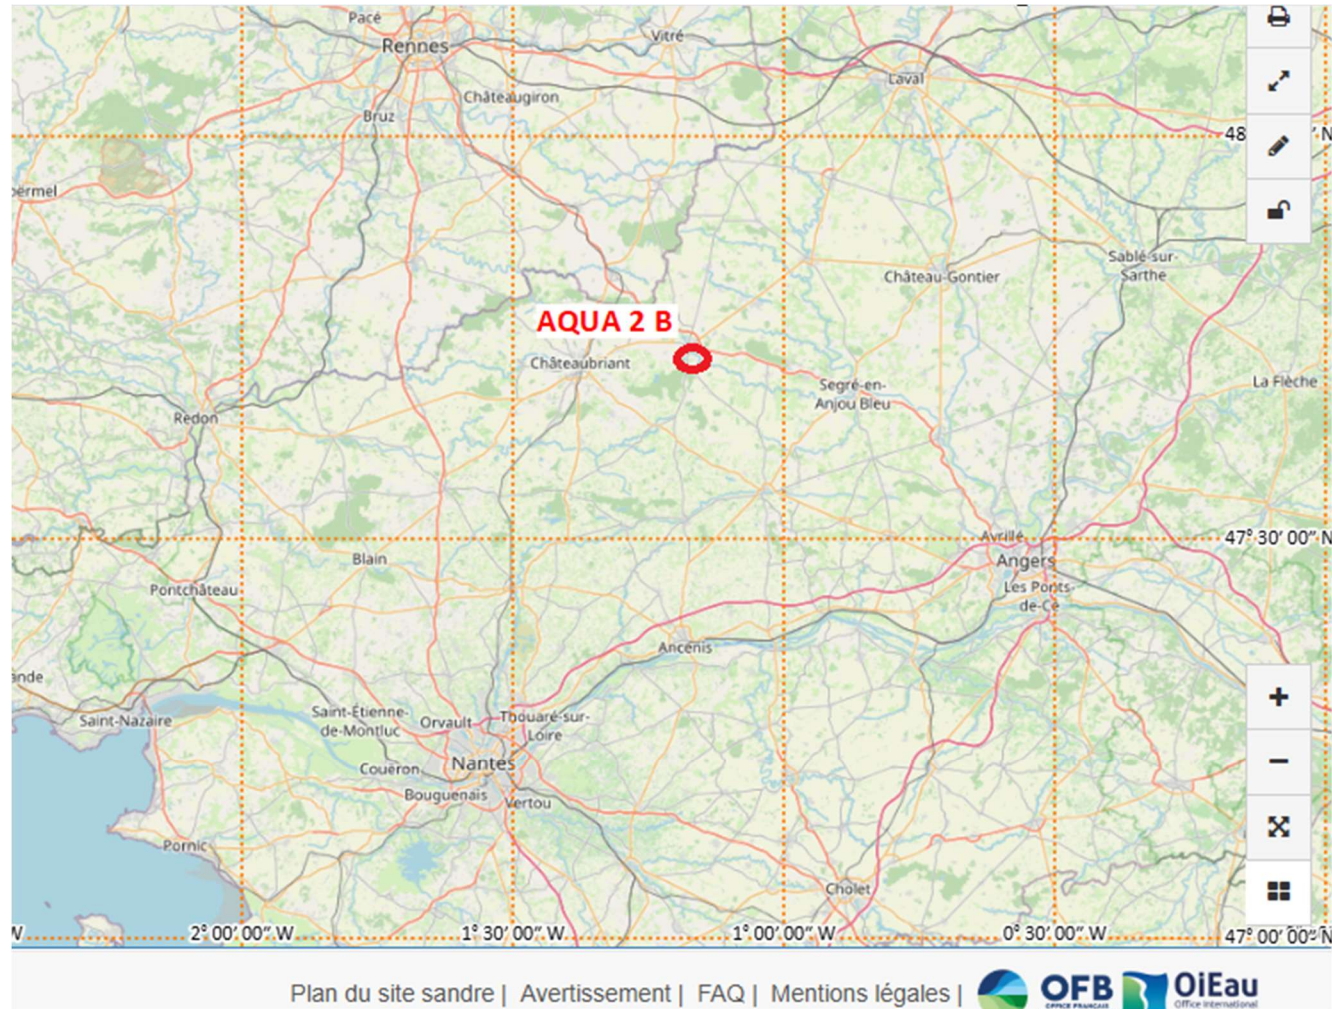 Pacé
Rennes
Vitré
Laval
Châteaugiron
Bruz
48
′ N
ermel
Sablé-sur-
Sarthe
Château-Gontier
AQUA 2 B
Châteaubriant
Segré-en-
Anjou Bleu
La Flèche
Redon
47° 30′ 00″ N
Avrillé
Angers
Blain
Les Ponts-
de-Cé
Pontchâteau
Ancenis
ande
Saint-Nazaire
Saint-Étienne-
de-Montluc
Orvault
Thouaré-sur-
Loire
Nantes
Couëron
Bouguenais
Vertou
Pornic
Cholet
W
2° 00′ 00″ W
1° 30′ 00″ W
1° 00′ 00″ W
0° 30′ 00″ W
47° 00′ 00″ N
Plan du site sandre | Avertissement | FAQ | Mentions légales |
OFB
OFFICE FRANÇAIS
OiEau
Office International